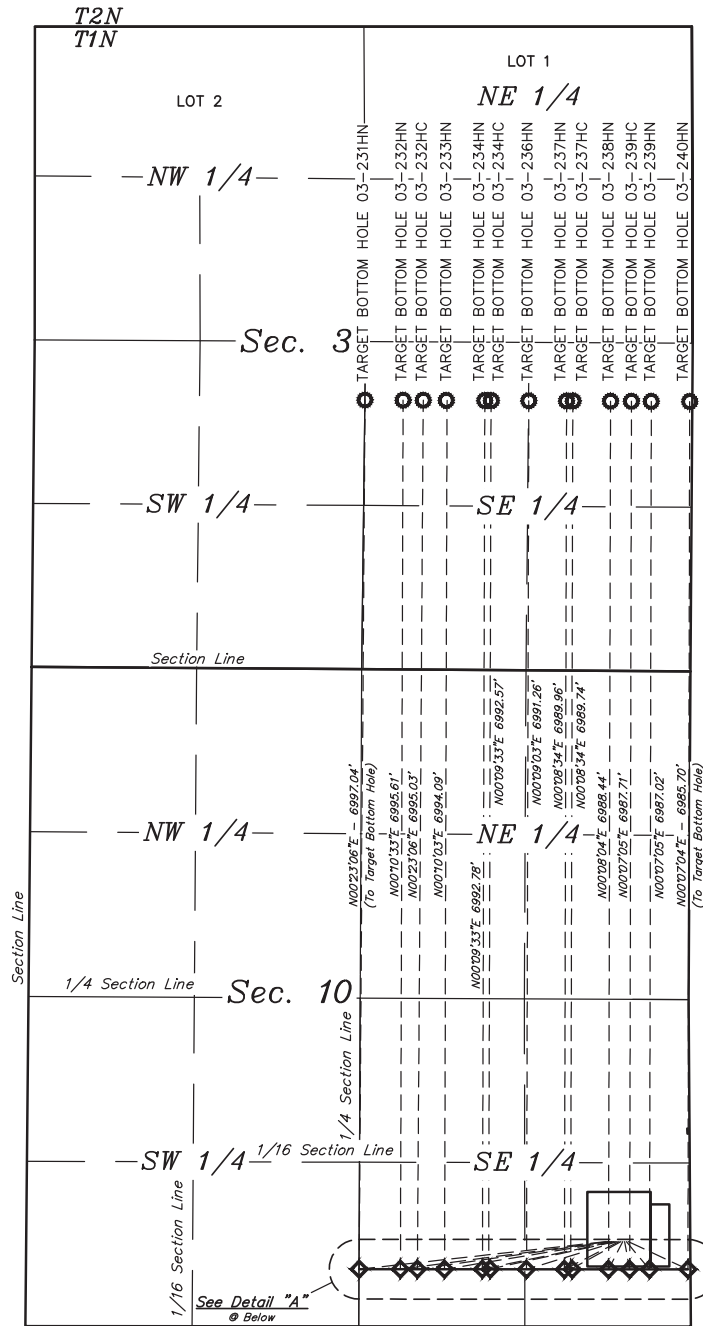 T2N
T1N
LOT 1
LOT 2
NE 1/4
NW 1/4
TARGET BOTTOM HOLE 03-231HN
TARGET BOTTOM HOLE 03-232HN
TARGET BOTTOM HOLE 03-232HC
TARGET BOTTOM HOLE 03-233HN
TARGET BOTTOM HOLE 03-234HN
TARGET BOTTOM HOLE 03-234HC
TARGET BOTTOM HOLE 03-236HN
TARGET BOTTOM HOLE 03-237HN
TARGET BOTTOM HOLE 03-237HC
TARGET BOTTOM HOLE 03-238HN
TARGET BOTTOM HOLE 03-239HC
TARGET BOTTOM HOLE 03-239HN
TARGET BOTTOM HOLE 03-240HN
Sec. 3
SW 1/4
SE 1/4
Section Line
N00°23'06"E - 6997.04'
(To Target Bottom Hole)
N00°10'33"E 6995.61'
N00°23'06"E 6995.03'
N00°10'03"E 6994.09'
N00°09'33"E 6992.78'
N00°09'33"E 6992.57'
N00°09'03"E 6991.26'
N00°08'34"E 6989.96'
N00°08'34"E 6989.74'
N00°08'04"E 6988.44'
N00°07'05"E 6987.71'
N00°07'05"E 6987.02'
N00°07'04"E - 6985.70'
(To Target Bottom Hole)
NW 1/4
NE 1/4
Section Line
1/4 Section Line
Sec. 10
1/4 Section Line
SW 1/4
1/16 Section Line
SE 1/4
1/16 Section Line
See Detail "A"
@ Below